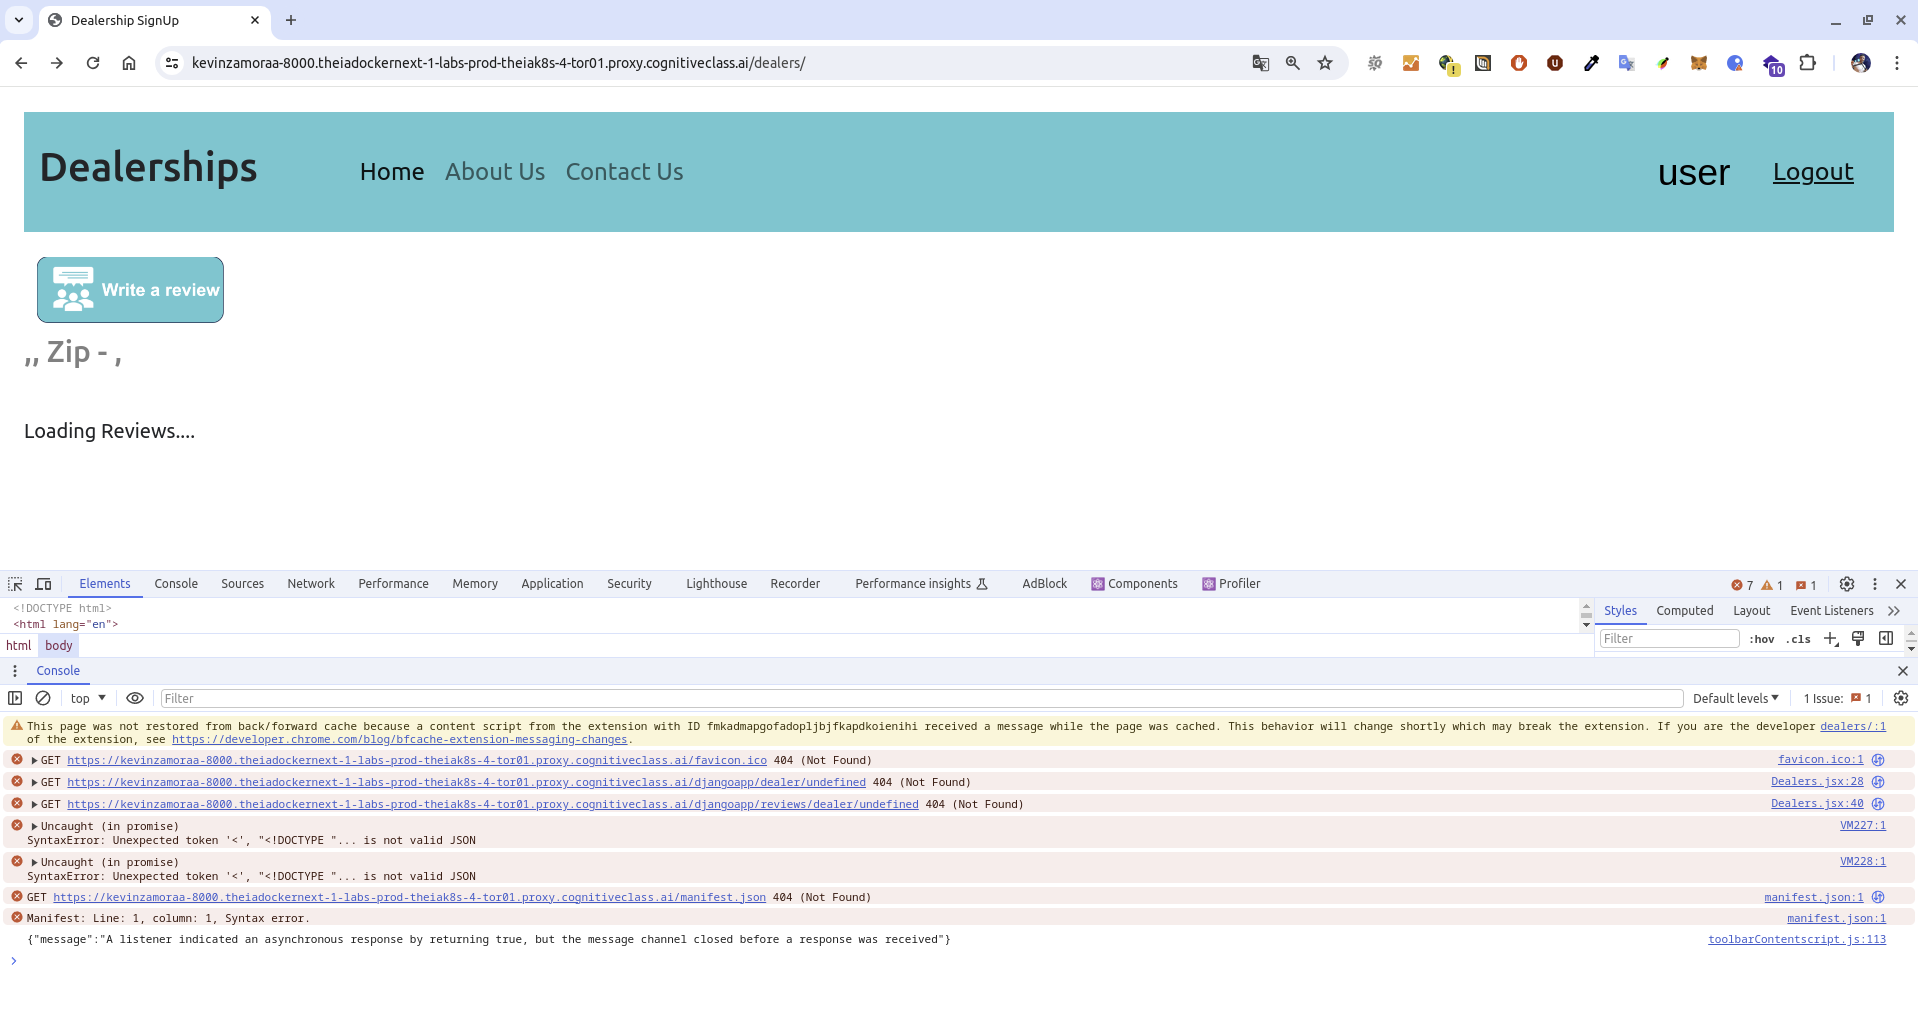 Dealership SignUp
kevinzamoraa-8000.theiadockernext-1-labs-prod-theiak8s-4-tor01.proxy.cognitiveclass.ai/dealers/
10
Dealerships
Home
About Us
Contact Us
user
Logout
Write a review
,, Zip - ,
Loading Reviews....
Elements Console Sources Network Performance Memory Application Security Lighthouse Recorder Performance insights AdBlock Components Profiler 7 1 1
<!DOCTYPE html>
<html lang="en">
html body
Styles Computed Layout Event Listeners
Filter :hov .cls
Console
top Filter Default levels 1 Issue: 1
This page was not restored from back/forward cache because a content script from the extension with ID fmkadmapgofadopljbjfkapdkoienihi received a message while the page was cached. This behavior will change shortly which may break the extension. If you are the developer dealers/:1
of the extension, see https://developer.chrome.com/blog/bfcache-extension-messaging-changes.
GET https://kevinzamoraa-8000.theiadockernext-1-labs-prod-theiak8s-4-tor01.proxy.cognitiveclass.ai/favicon.ico 404 (Not Found) favicon.ico:1
GET https://kevinzamoraa-8000.theiadockernext-1-labs-prod-theiak8s-4-tor01.proxy.cognitiveclass.ai/djangoapp/dealer/undefined 404 (Not Found) Dealers.jsx:28
GET https://kevinzamoraa-8000.theiadockernext-1-labs-prod-theiak8s-4-tor01.proxy.cognitiveclass.ai/djangoapp/reviews/dealer/undefined 404 (Not Found) Dealers.jsx:40
Uncaught (in promise) VM227:1
SyntaxError: Unexpected token '<', "<!DOCTYPE "... is not valid JSON
Uncaught (in promise) VM228:1
SyntaxError: Unexpected token '<', "<!DOCTYPE "... is not valid JSON
GET https://kevinzamoraa-8000.theiadockernext-1-labs-prod-theiak8s-4-tor01.proxy.cognitiveclass.ai/manifest.json 404 (Not Found) manifest.json:1
Manifest: Line: 1, column: 1, Syntax error. manifest.json:1
{"message":"A listener indicated an asynchronous response by returning true, but the message channel closed before a response was received"} toolbarContentscript.js:113